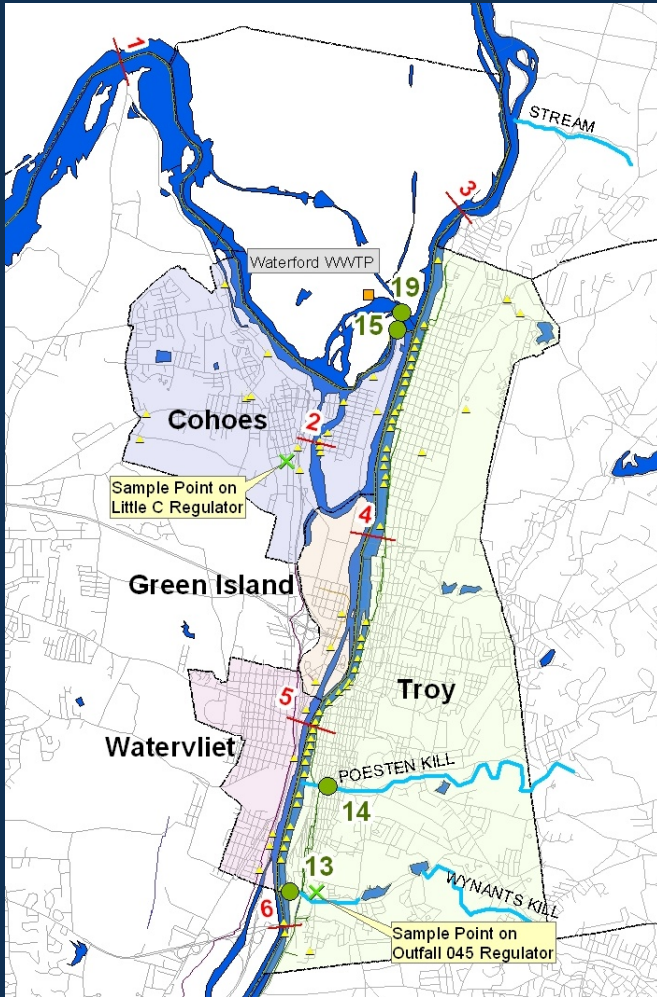 1
STREAM
3
Waterford WWTP
19
15
Cohoes
2
Sample Point on
Little C Regulator
4
Green Island
Troy
5
Watervliet
POESTEN KILL
14
13
WYNANTS KILL
6
Sample Point on
Outfall 045 Regulator